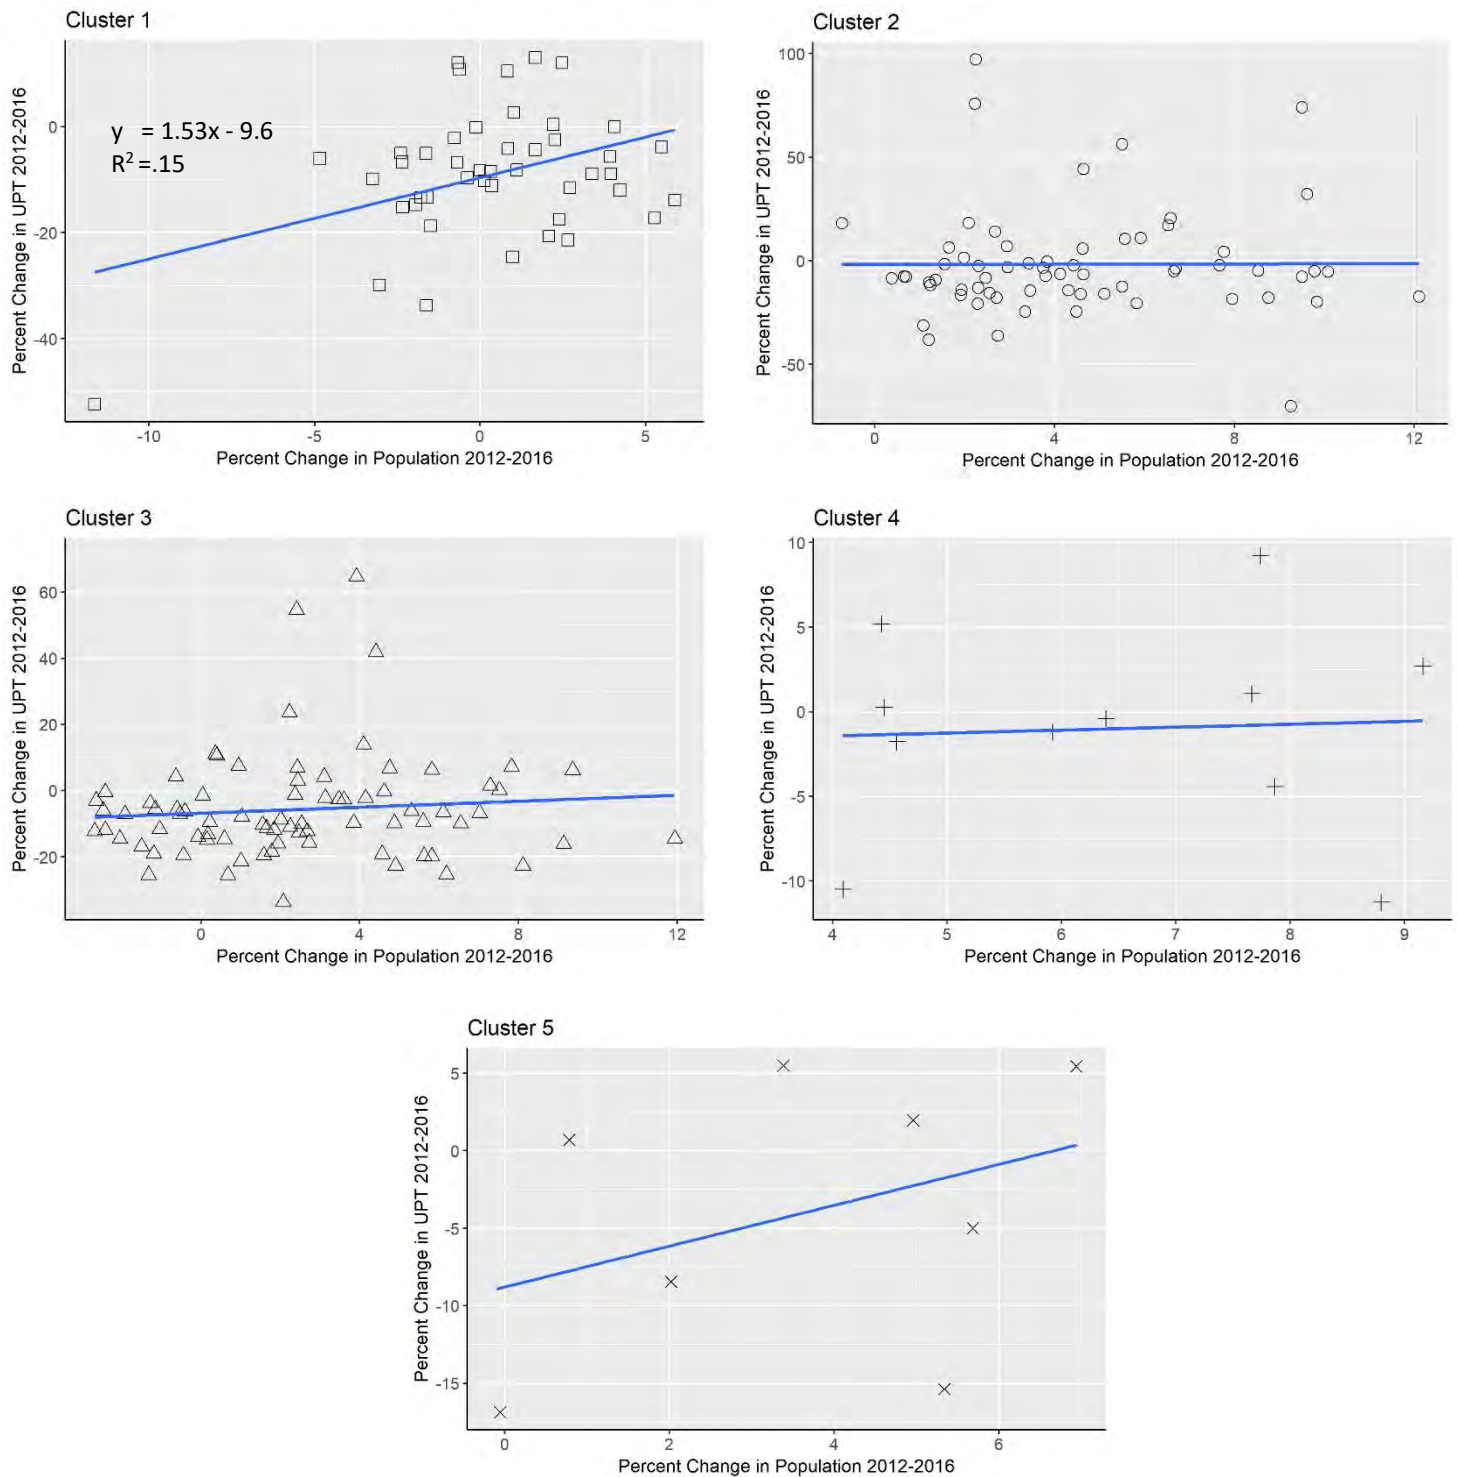 Cluster 1
Percent Change in UPT 2012-2016
0
-20
-40
y = 1.53x - 9.6
R² =.15
-10
-5
0
5
Percent Change in Population 2012-2016
Cluster 2
Percent Change in UPT 2012-2016
100
50
0
-50
0
4
8
12
Percent Change in Population 2012-2016
Cluster 3
Percent Change in UPT 2012-2016
60
40
20
0
-20
0
4
8
12
Percent Change in Population 2012-2016
Cluster 4
Percent Change in UPT 2012-2016
10
5
0
-5
-10
4
5
6
7
8
9
Percent Change in Population 2012-2016
Cluster 5
Percent Change in UPT 2012-2016
5
0
-5
-10
-15
0
2
4
6
Percent Change in Population 2012-2016